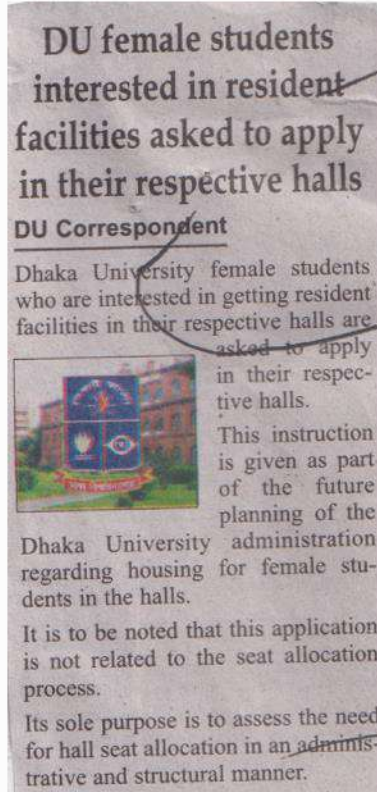 DU female students
interested in resident
facilities asked to apply
in their respective halls
DU Correspondent
Dhaka University female students
who are interested in getting resident
facilities in their respective halls are
asked to apply
in their respec-
tive halls.
This instruction
is given as part
of the future
planning of the
Dhaka University administration
regarding housing for female stu-
dents in the halls.
It is to be noted that this application
is not related to the seat allocation
process.
Its sole purpose is to assess the need
for hall seat allocation in an adminis-
trative and structural manner.